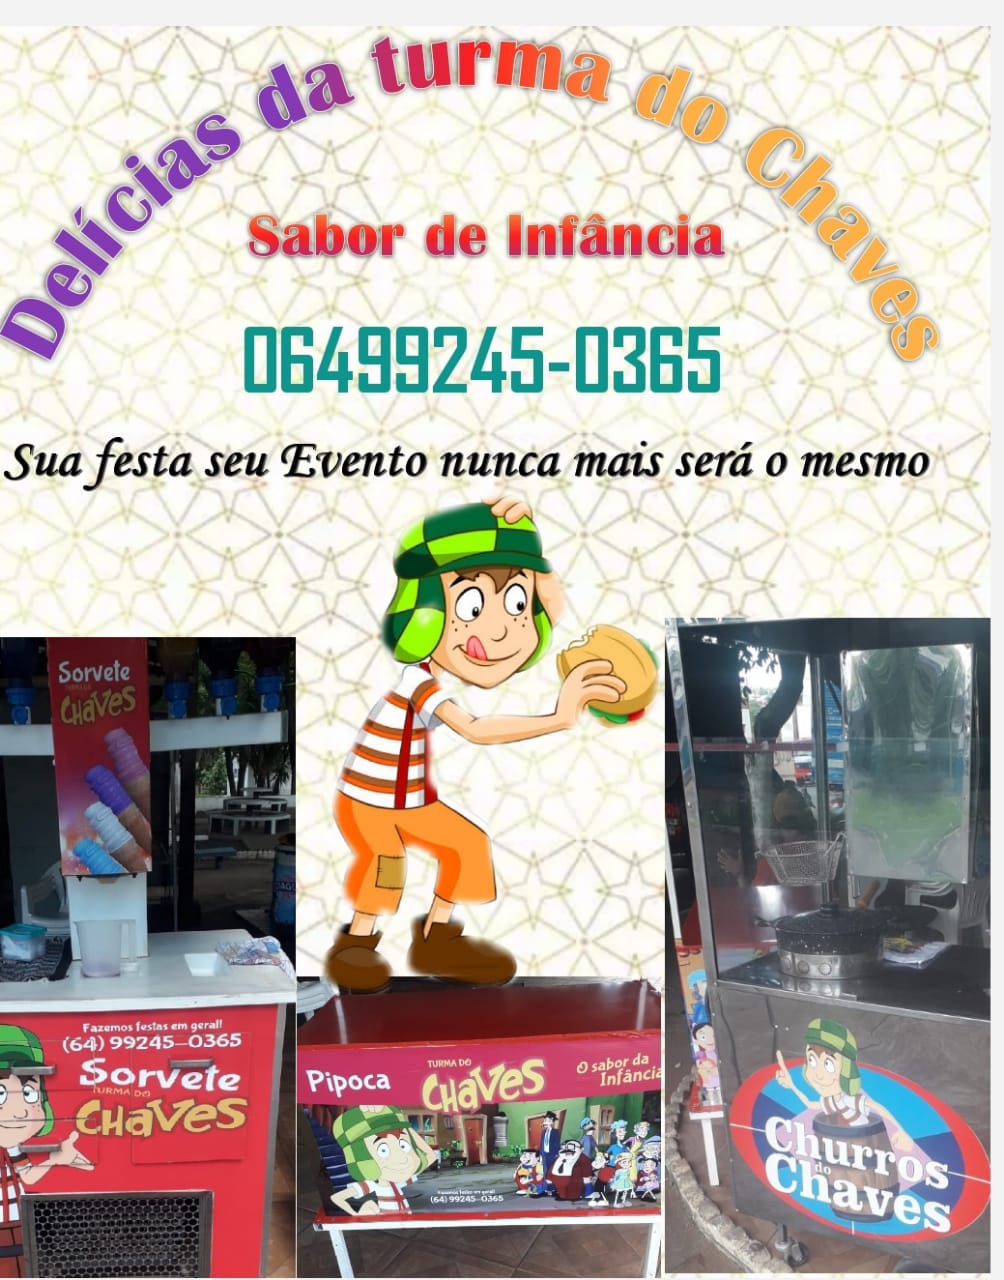 Delícias da turma do Chaves
Sabor de Infância
06499245-0365
Sua festa seu Evento nunca mais será o mesmo
Sorvete
TURMA DO
CHAVES
Fazemos festas em geral!
(64) 99245-0365
Sorvete
TURMA DO
CHAVES
Pipoca
TURMA DO
CHAVES
O sabor da
Infância
Fazemos festas em geral!
(64) 99245-0365
Churros
do
Chaves